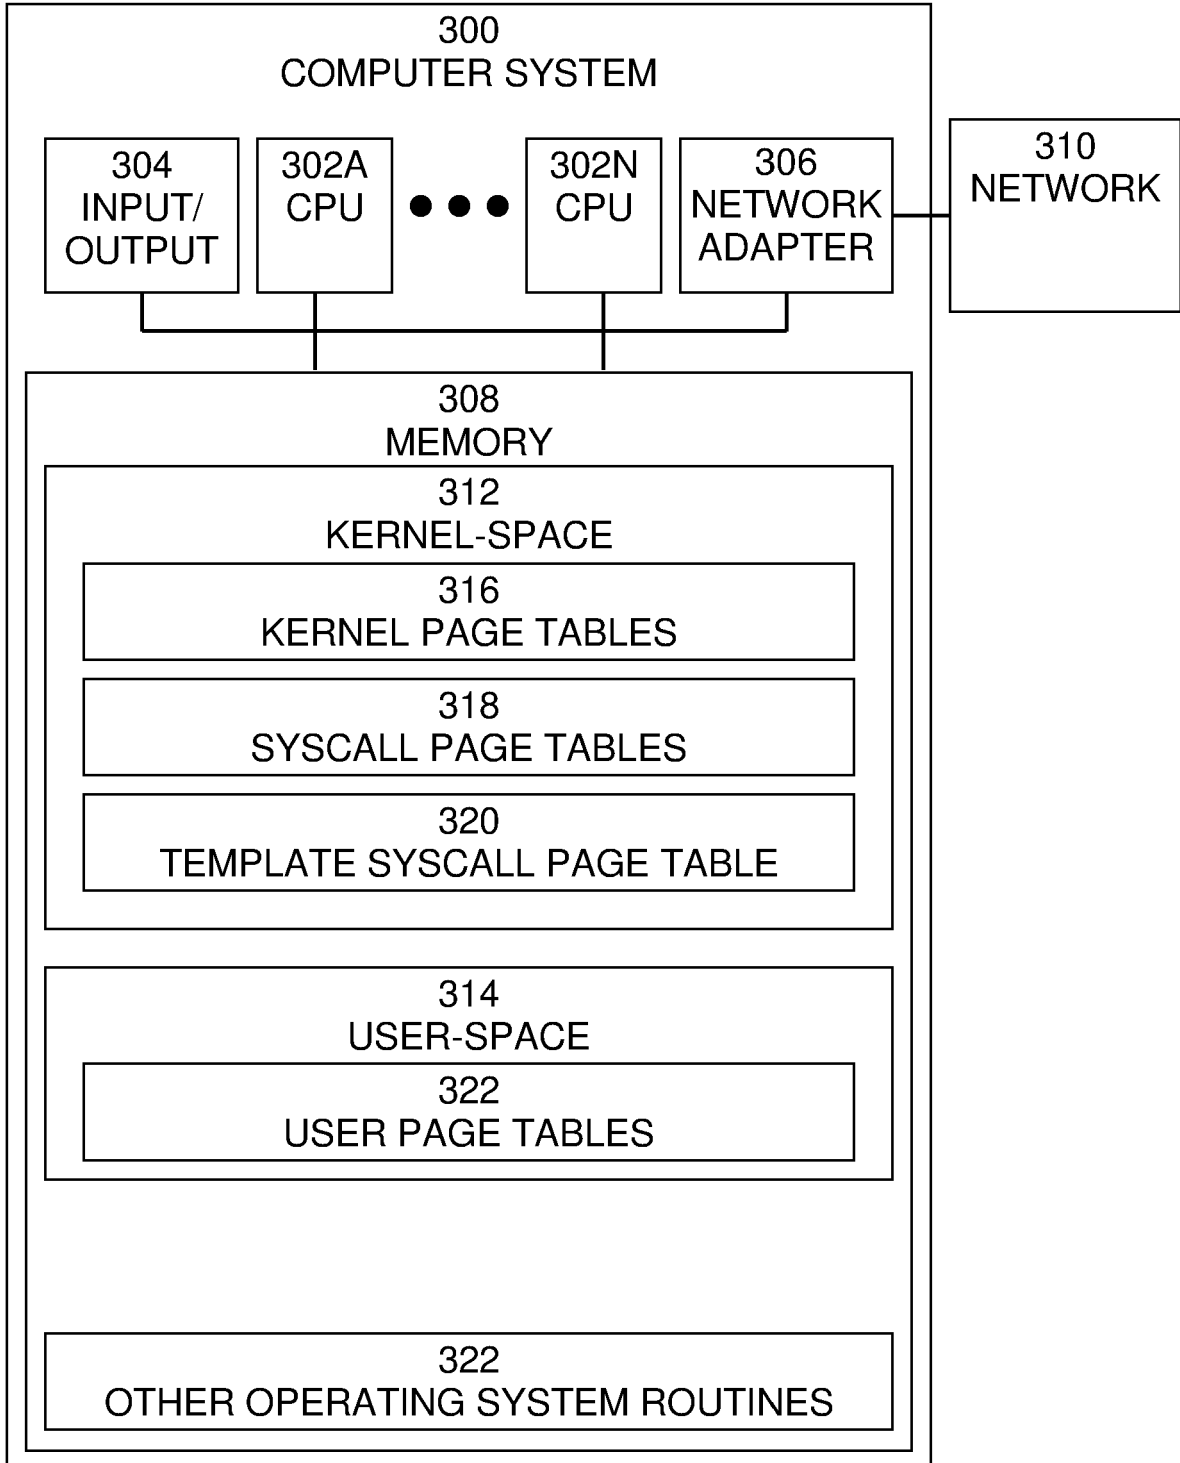 300
COMPUTER SYSTEM
304
INPUT/
OUTPUT
302A
CPU
302N
CPU
306
NETWORK
ADAPTER
310
NETWORK
308
MEMORY
312
KERNEL-SPACE
316
KERNEL PAGE TABLES
318
SYSCALL PAGE TABLES
320
TEMPLATE SYSCALL PAGE TABLE
314
USER-SPACE
322
USER PAGE TABLES
322
OTHER OPERATING SYSTEM ROUTINES